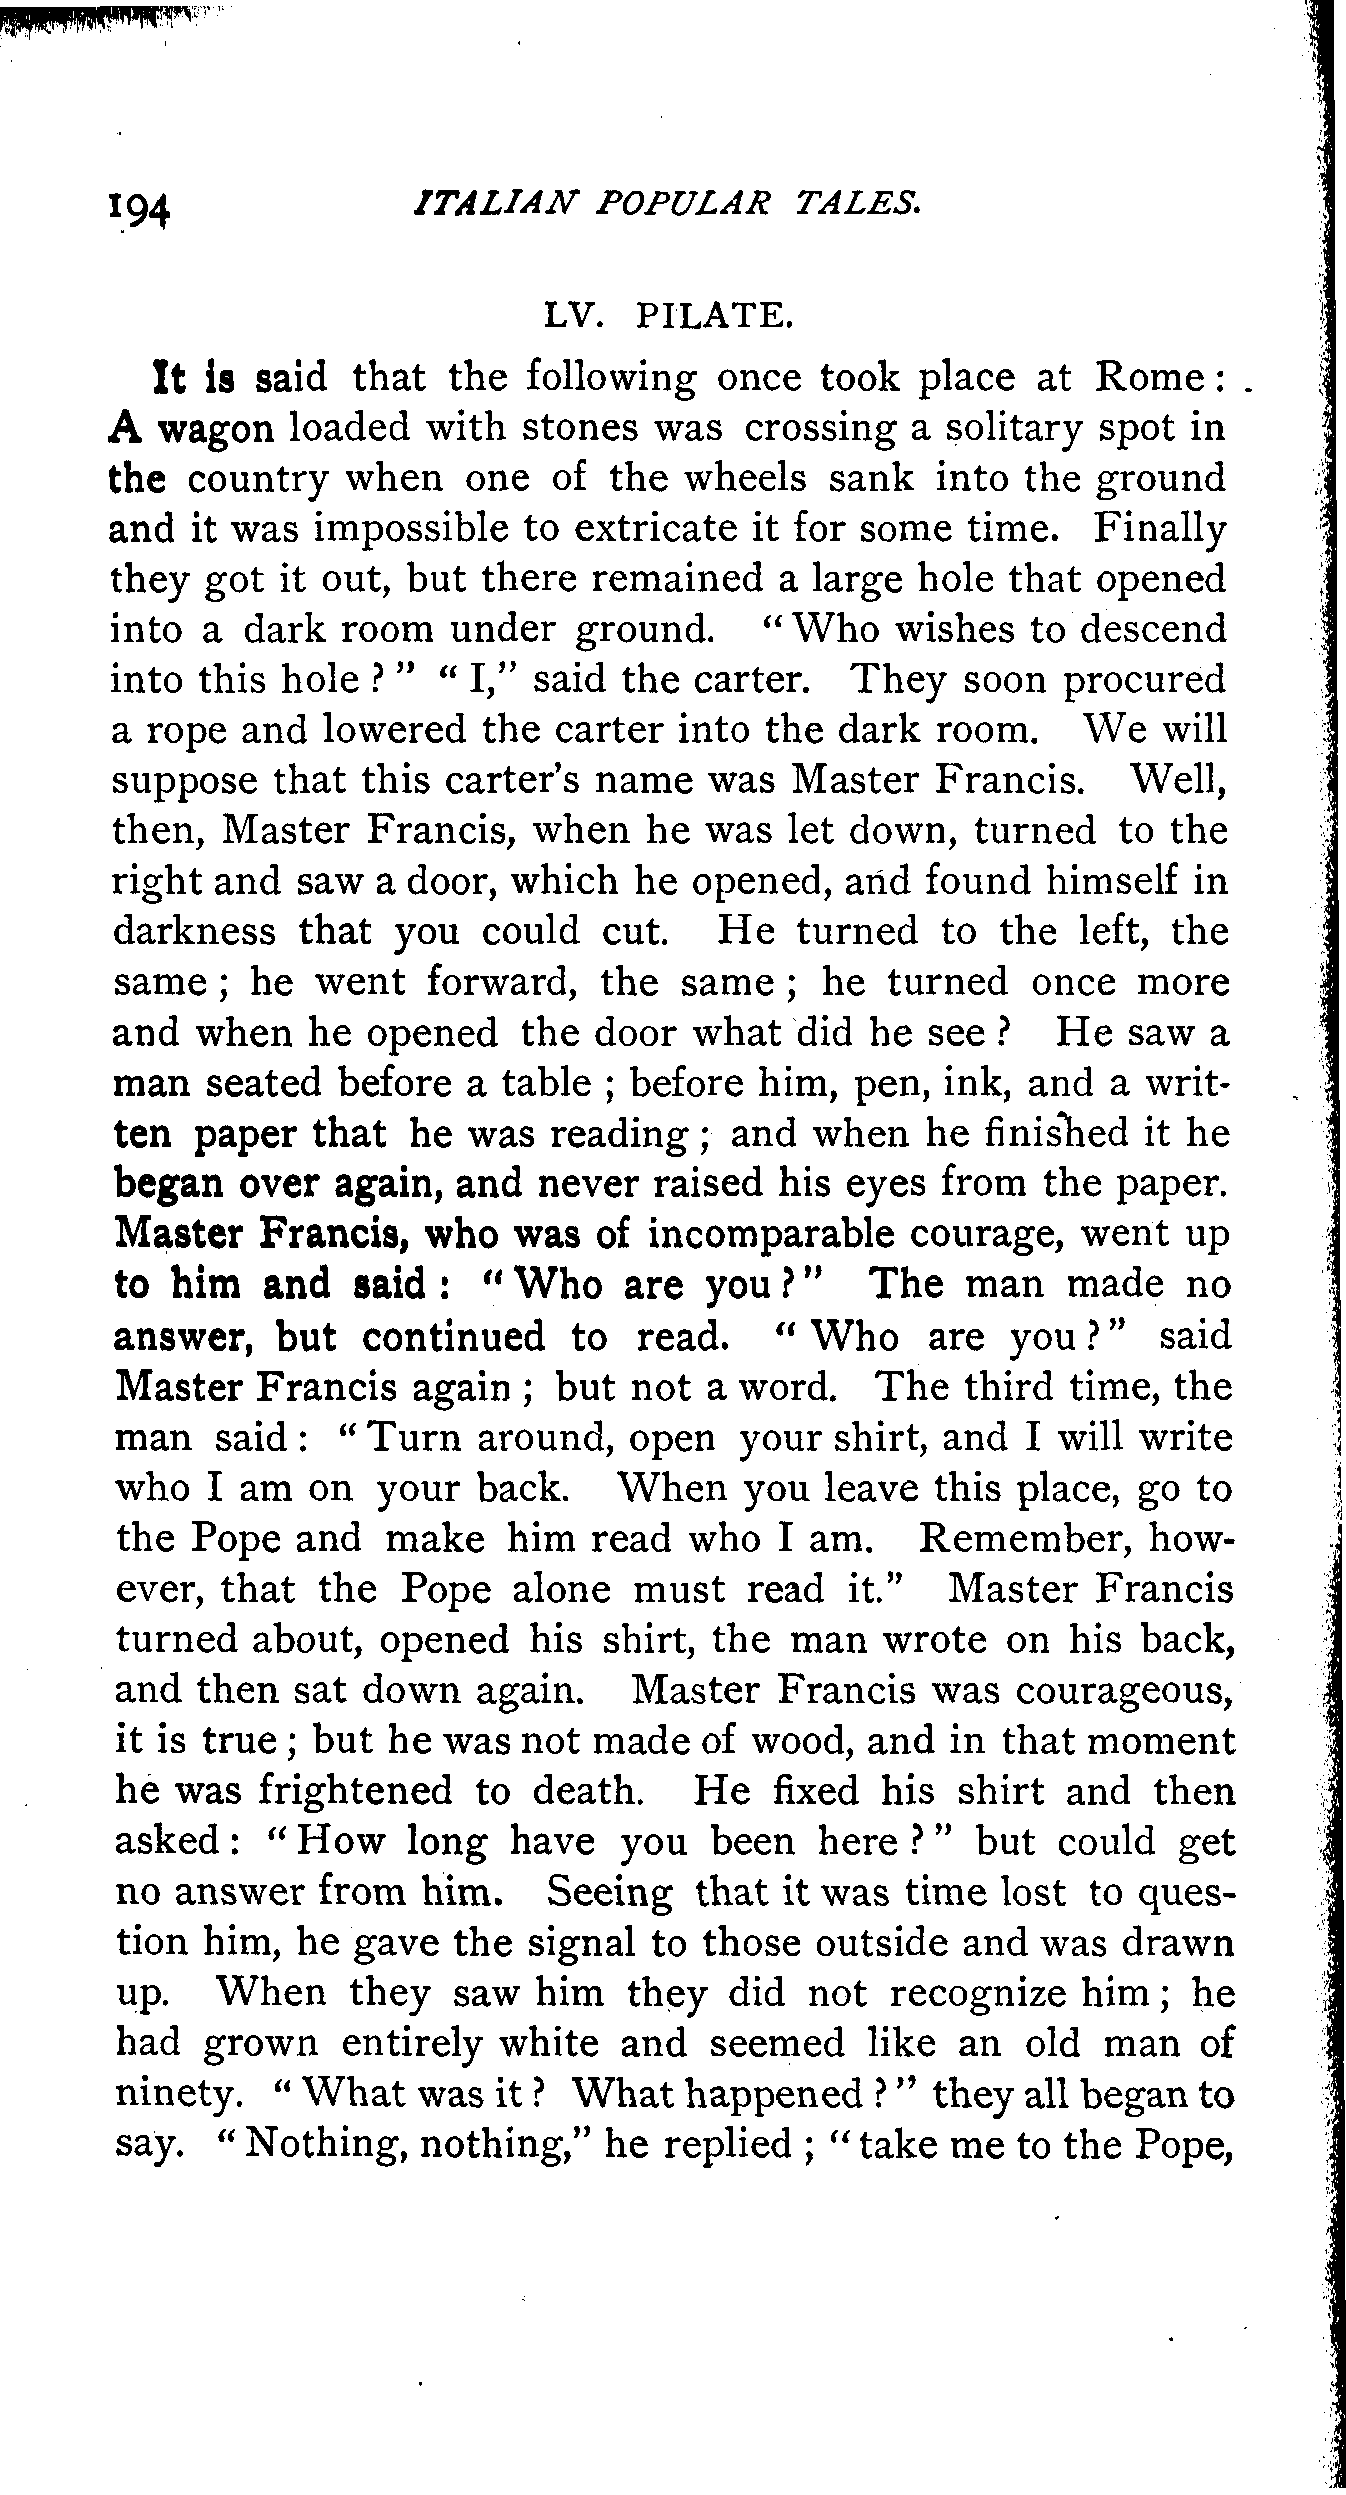 194 ITALIAN POPULAR TALES.
LV. PILATE.
It is said that the following once took place at Rome :
A wagon loaded with stones was crossing a solitary spot in
the country when one of the wheels sank into the ground
and it was impossible to extricate it for some time. Finally
they got it out, but there remained a large hole that opened
into a dark room under ground. "Who wishes to descend
into this hole ?" "I," said the carter. They soon procured
a rope and lowered the carter into the dark room. We will
suppose that this carter's name was Master Francis. Well,
then, Master Francis, when he was let down, turned to the
right and saw a door, which he opened, and found himself in
darkness that you could cut. He turned to the left, the
same ; he went forward, the same ; he turned once more
and when he opened the door what did he see ? He saw a
man seated before a table ; before him, pen, ink, and a writ-
ten paper that he was reading ; and when he finished it he
began over again, and never raised his eyes from the paper.
Master Francis, who was of incomparable courage, went up
to him and said : "Who are you ?" The man made no
answer, but continued to read. "Who are you ?" said
Master Francis again ; but not a word. The third time, the
man said : "Turn around, open your shirt, and I will write
who I am on your back. When you leave this place, go to
the Pope and make him read who I am. Remember, how-
ever, that the Pope alone must read it." Master Francis
turned about, opened his shirt, the man wrote on his back,
and then sat down again. Master Francis was courageous,
it is true ; but he was not made of wood, and in that moment
he was frightened to death. He fixed his shirt and then
asked : "How long have you been here ?" but could get
no answer from him. Seeing that it was time lost to ques-
tion him, he gave the signal to those outside and was drawn
up. When they saw him they did not recognize him ; he
had grown entirely white and seemed like an old man of
ninety. "What was it ? What happened ?" they all began to
say. "Nothing, nothing," he replied ; "take me to the Pope,